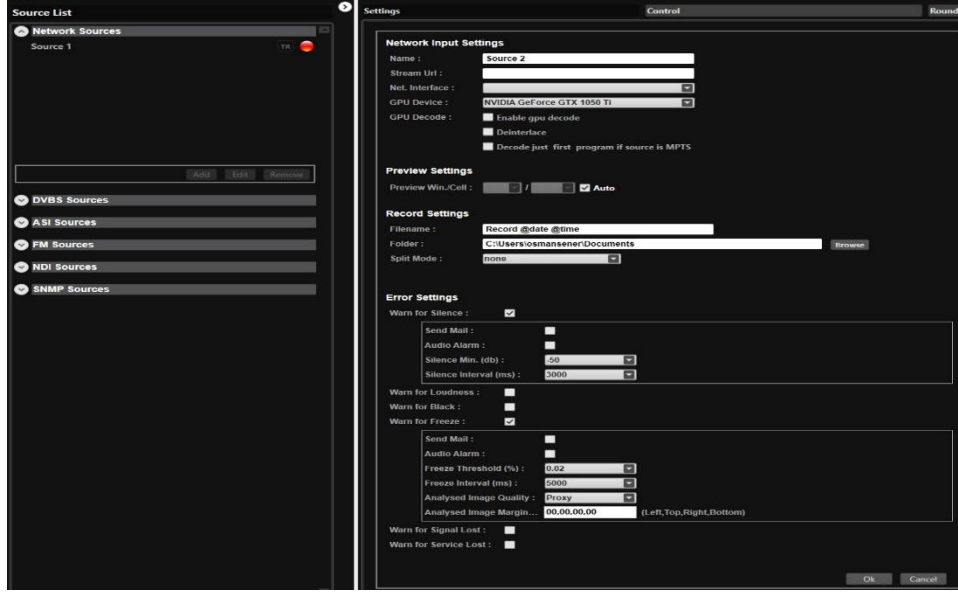 Source List
Network Sources
Source 1 TR
Add Edit Remove
DVBS Sources
ASI Sources
FM Sources
NDI Sources
SNMP Sources
Settings Control Round
Network Input Settings
Name : Source 2
Stream Url :
Net. Interface :
GPU Device : NVIDIA GeForce GTX 1050 Ti
GPU Decode : Enable gpu decode
Deinterlace
Decode just first program if source is MPTS
Preview Settings
Preview Win./Cell : / Auto
Record Settings
Filename : Record @date @time
Folder : C:\Users\osmansener\Documents Browse
Split Mode : none
Error Settings
Warn for Silence :
Send Mail :
Audio Alarm :
Silence Min. (db) : -50
Silence Interval (ms) : 3000
Warn for Loudness :
Warn for Black :
Warn for Freeze :
Send Mail :
Audio Alarm :
Freeze Threshold (%) : 0.02
Freeze Interval (ms) : 5000
Analysed Image Quality : Proxy
Analysed Image Margin... 00,00,00,00 (Left,Top,Right,Bottom)
Warn for Signal Lost :
Warn for Service Lost :
Ok Cancel